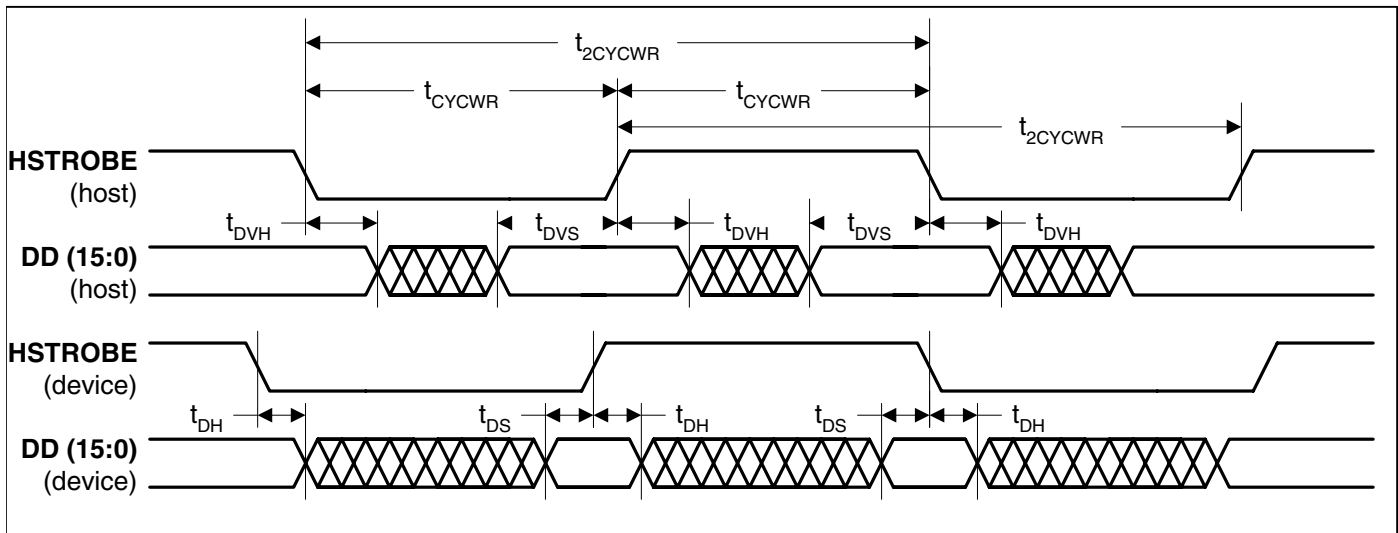 t2CYCWR
tCYCWR tCYCWR
t2CYCWR
HSTROBE
(host)
tDVH tDVS tDVH tDVS tDVH
DD (15:0)
(host)
HSTROBE
(device)
tDH tDS tDH tDS tDH
DD (15:0)
(device)